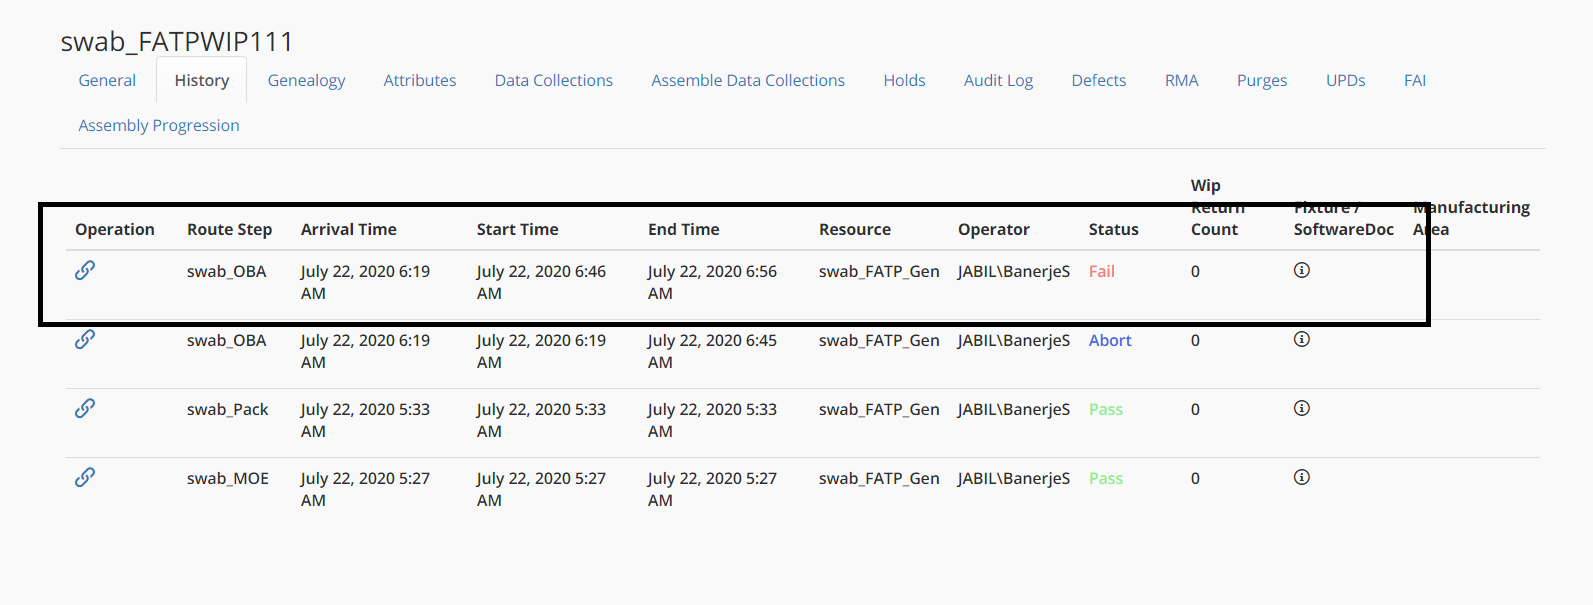 swab_FATPWIP111
General History Genealogy Attributes Data Collections Assemble Data Collections Holds Audit Log Defects RMA Purges UPDs FAI
Assembly Progression
Wip
Return Fixture / Manufacturing
Operation Route Step Arrival Time Start Time End Time Resource Operator Status Count SoftwareDoc Area
swab_OBA July 22, 2020 6:19 July 22, 2020 6:46 July 22, 2020 6:56 swab_FATP_Gen JABIL\BanerjeS Fail 0
AM AM AM
swab_OBA July 22, 2020 6:19 July 22, 2020 6:19 July 22, 2020 6:45 swab_FATP_Gen JABIL\BanerjeS Abort 0
AM AM AM
swab_Pack July 22, 2020 5:33 July 22, 2020 5:33 July 22, 2020 5:33 swab_FATP_Gen JABIL\BanerjeS Pass 0
AM AM AM
swab_MOE July 22, 2020 5:27 July 22, 2020 5:27 July 22, 2020 5:27 swab_FATP_Gen JABIL\BanerjeS Pass 0
AM AM AM